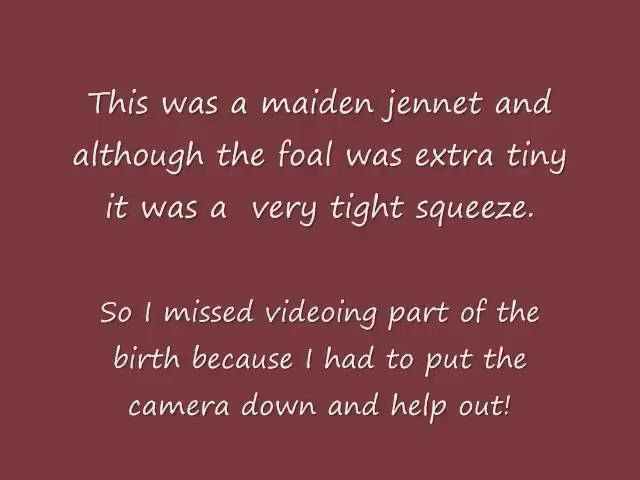 This was a maiden jennet and
although the foal was extra tiny
it was a very tight squeeze.
So I missed videoing part of the
birth because I had to put the
camera down and help out!